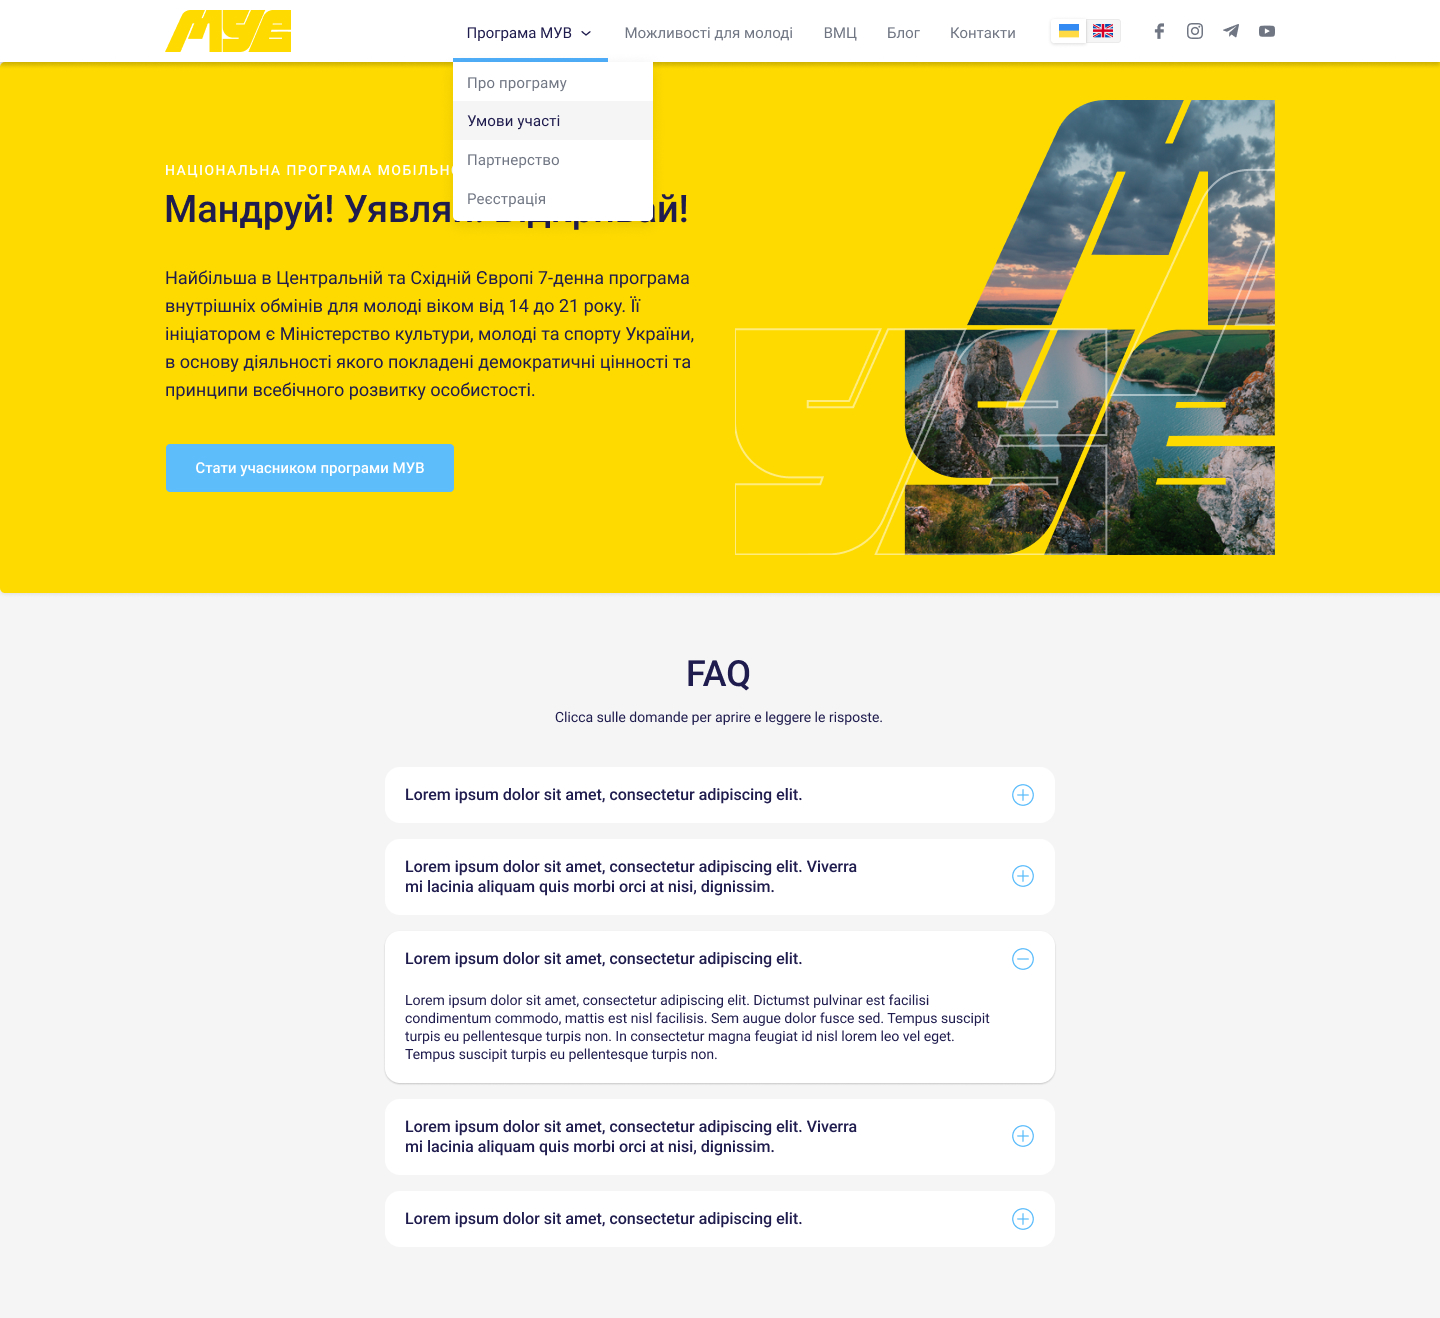 МУВ
Програма МУВ
Можливості для молоді
ВМЦ
Блог
Контакти
Про програму
Умови участі
Партнерство
Реєстрація
НАЦІОНАЛЬНА ПРОГРАМА
Мандруй!
Найбільша в Центральній та Східній Європі 7-денна програма
внутрішніх обмінів для молоді віком від 14 до 21 року. Її
ініціатором є Міністерство культури, молоді та спорту України,
в основу діяльності якого покладені демократичні цінності та
принципи всебічного розвитку особистості.
Стати учасником програми МУВ
FAQ
Clicca sulle domande per aprire e leggere le risposte.
Lorem ipsum dolor sit amet, consectetur adipiscing elit.
Lorem ipsum dolor sit amet, consectetur adipiscing elit. Viverra
mi lacinia aliquam quis morbi orci at nisi, dignissim.
Lorem ipsum dolor sit amet, consectetur adipiscing elit.
Lorem ipsum dolor sit amet, consectetur adipiscing elit. Dictumst pulvinar est facilisi
condimentum commodo, mattis est nisl facilisis. Sem augue dolor fusce sed. Tempus suscipit
turpis eu pellentesque turpis non. In consectetur magna feugiat id nisl lorem leo vel eget.
Tempus suscipit turpis eu pellentesque turpis non.
Lorem ipsum dolor sit amet, consectetur adipiscing elit. Viverra
mi lacinia aliquam quis morbi orci at nisi, dignissim.
Lorem ipsum dolor sit amet, consectetur adipiscing elit.